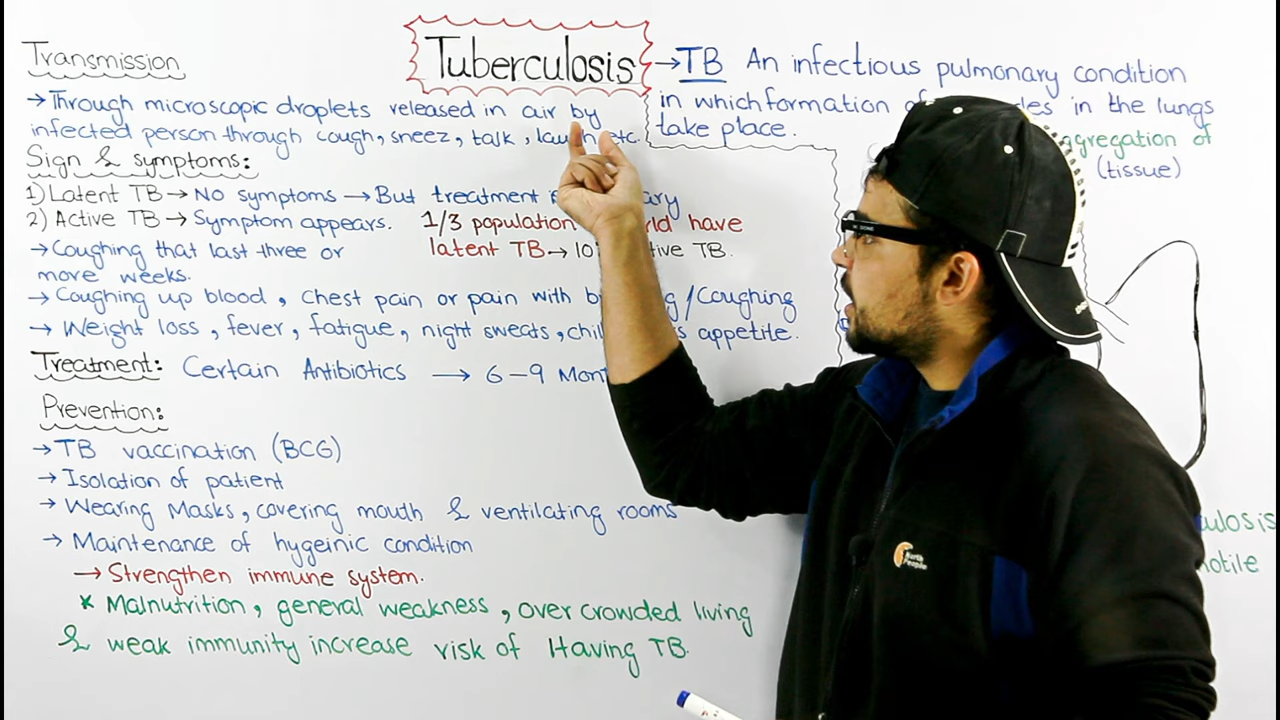 Tuberculosis
→ TB An infectious pulmonary condition
in which formation in the lungs
take place.
ggregation of
(tissue)
Transmission
→ Through microscopic droplets released in air by
infected person through cough, sneez, talk, laugh etc.
Sign & symptoms:
1) Latent TB → No symptoms → But treatment
2) Active TB → Symptom appears.
1/3 population have
latent TB → 10 TB.
→ Coughing that last three or
more weeks.
→ Coughing up blood, Chest pain or pain with /Coughing
→ Weight loss, fever, fatigue, night sweats, appetite.
Treatment: Certain Antibiotics → 6-9 Mon
Prevention:
→ TB vaccination (BCG)
→ Isolation of patient
→ Wearing Masks, covering mouth & ventilating rooms
→ Maintenance of hygeinic condition
→ Strengthen immune system.
* Malnutrition, general weakness, over crowded living
& weak immunity increase risk of Having TB.
ulosis
otile
North
People